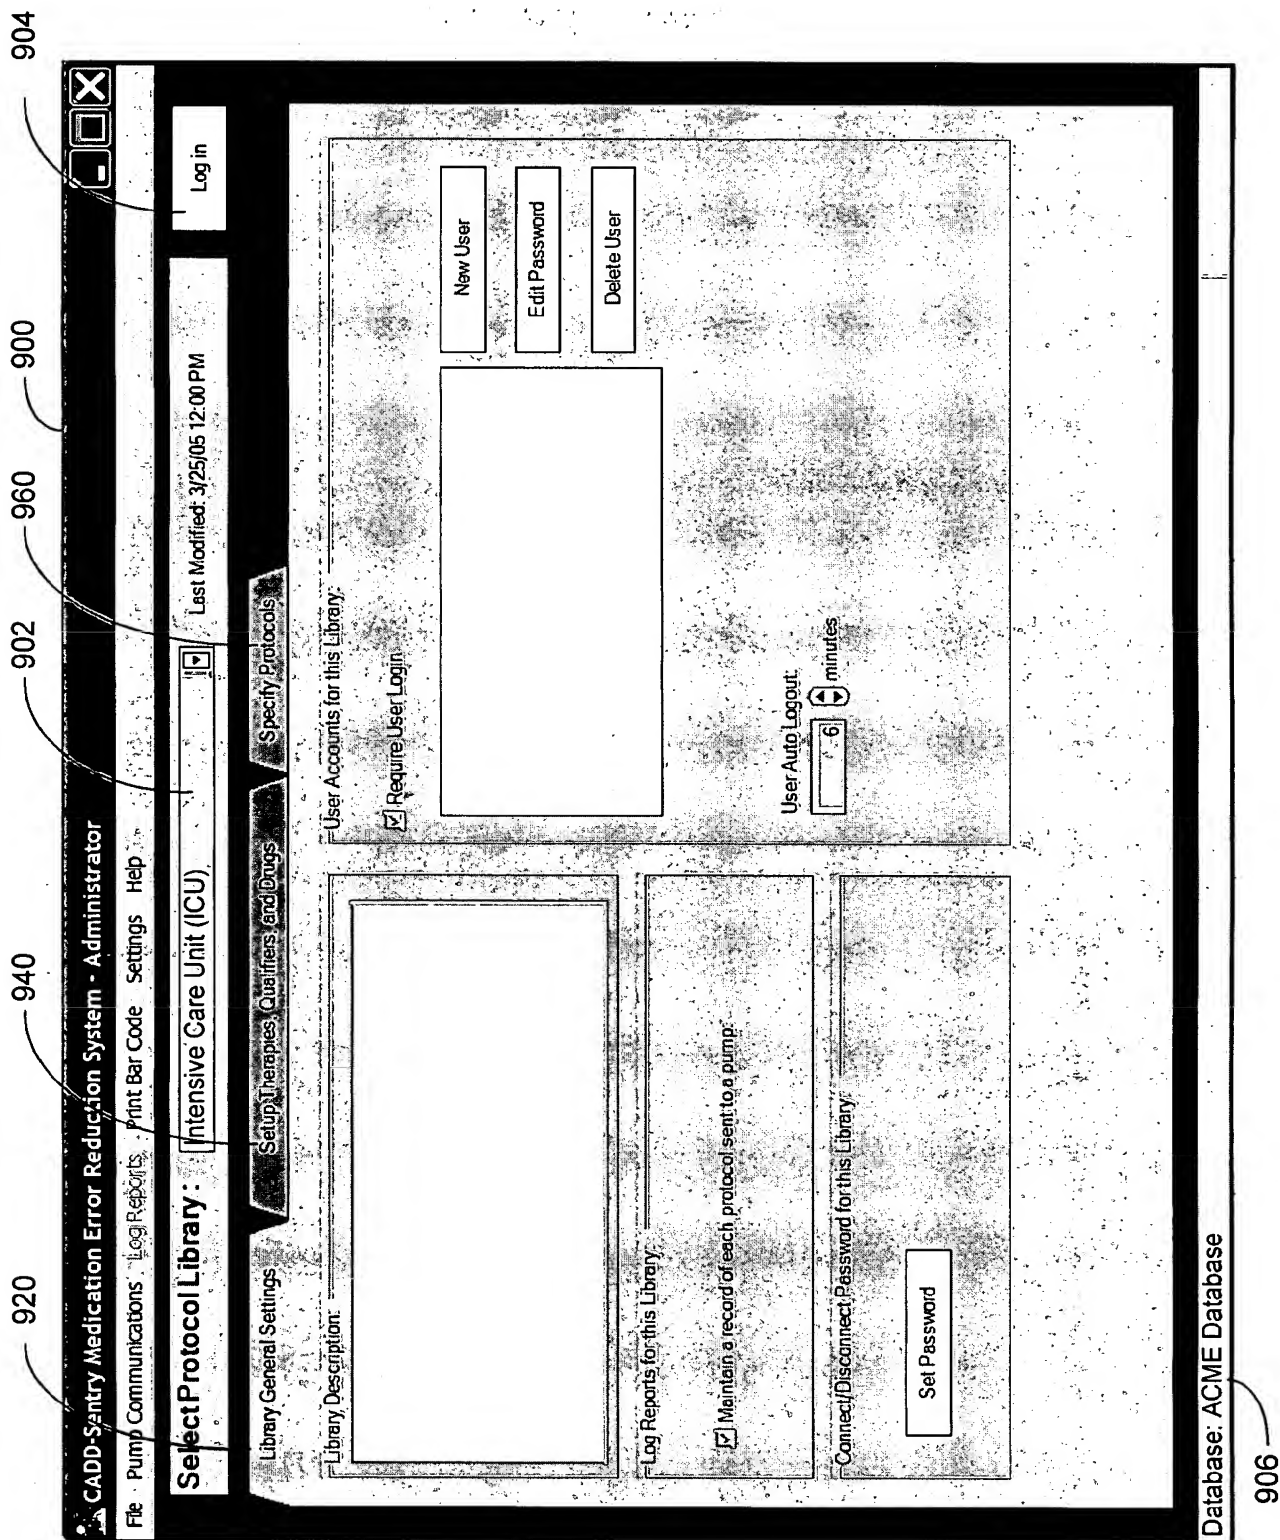 920
940
902
960
900
904
CADD-Sentry Medication Error Reduction System - Administrator
File Pump Communications Log Reports Print Bar Code Settings Help
Select Protocol Library: Intensive Care Unit (ICU) Last Modified: 3/25/05 12:00 PM Log in
Library General Settings Setup Therapies, Qualifiers, and Drugs Specify Protocols
Library Description:
Log Reports for this Library:
Maintain a record of each protocol sent to a pump.
Connect/Disconnect Password for this Library:
Set Password
User Accounts for this Library:
Require User Login
New User
Edit Password
Delete User
User Auto Logout:
6 minutes
Database: ACME Database
906